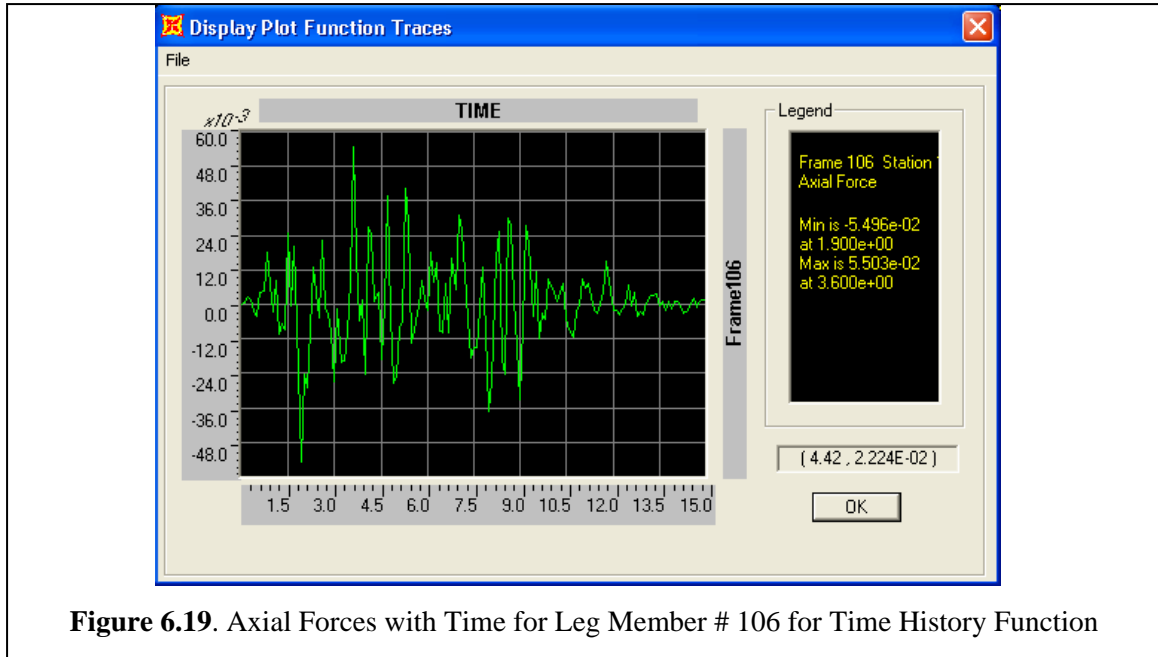 Display Plot Function Traces
File
x10-3
TIME
60.0
48.0
36.0
24.0
12.0
0.0
-12.0
-24.0
-36.0
-48.0
1.5 3.0 4.5 6.0 7.5 9.0 10.5 12.0 13.5 15.0
Frame106
Legend
Frame 106 Station
Axial Force
Min is -5.496e-02
at 1.900e+00
Max is 5.503e-02
at 3.600e+00
( 4.42 , 2.224E-02 )
OK
Figure 6.19. Axial Forces with Time for Leg Member # 106 for Time History Function